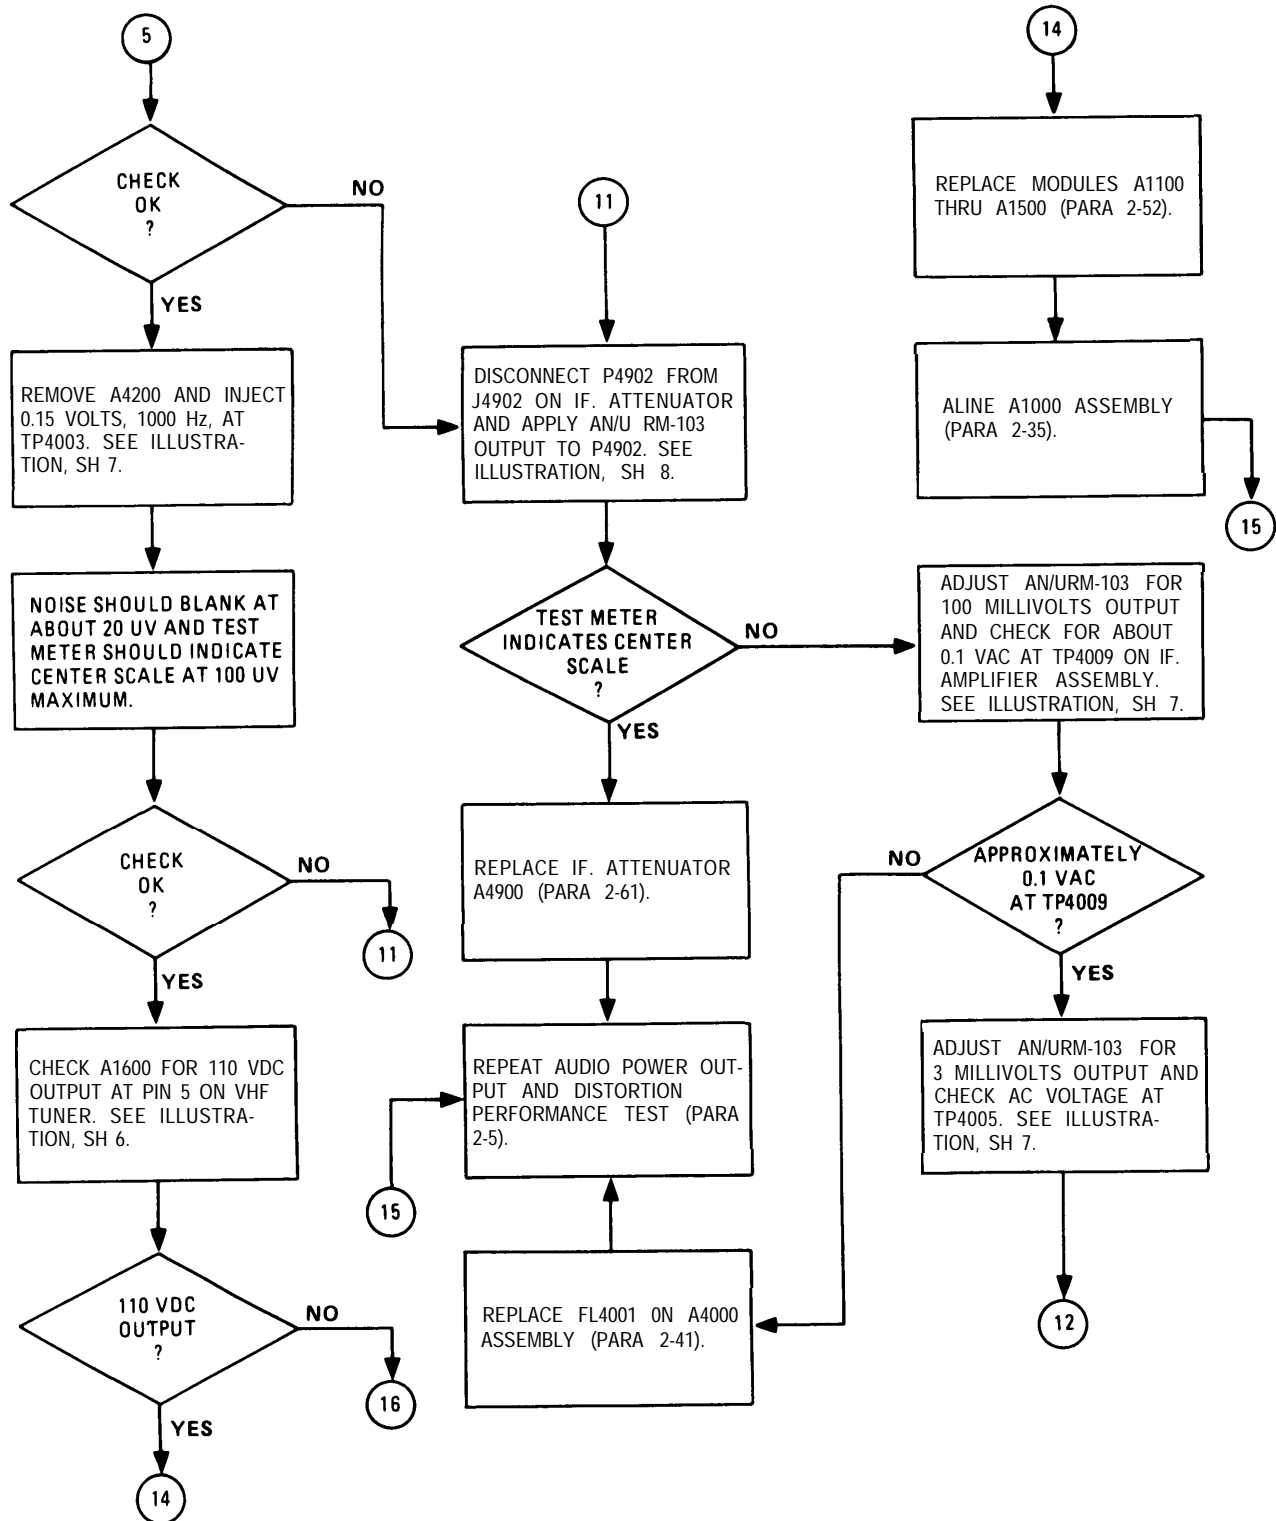 5
CHECK
OK
?
NO
YES
REMOVE A4200 AND INJECT
0.15 VOLTS, 1000 Hz, AT
TP4003. SEE ILLUSTRA-
TION, SH 7.
NOISE SHOULD BLANK AT
ABOUT 20 UV AND TEST
METER SHOULD INDICATE
CENTER SCALE AT 100 UV
MAXIMUM.
CHECK
OK
?
NO
11
YES
CHECK A1600 FOR 110 VDC
OUTPUT AT PIN 5 ON VHF
TUNER. SEE ILLUSTRA-
TION, SH 6.
110 VDC
OUTPUT
?
NO
16
YES
14
11
DISCONNECT P4902 FROM
J4902 ON IF. ATTENUATOR
AND APPLY AN/U RM-103
OUTPUT TO P4902. SEE
ILLUSTRATION, SH 8.
TEST METER
INDICATES CENTER
SCALE
?
NO
YES
REPLACE IF. ATTENUATOR
A4900 (PARA 2-61).
REPEAT AUDIO POWER OUT-
PUT AND DISTORTION
PERFORMANCE TEST (PARA
2-5).
15
REPLACE FL4001 0N A4000
ASSEMBLY (PARA 2-41).
14
REPLACE MODULES A1100
THRU A1500 (PARA 2-52).
ALINE A1000 ASSEMBLY
(PARA 2-35).
15
ADJUST AN/URM-103 FOR
100 MILLIVOLTS OUTPUT
AND CHECK FOR ABOUT
0.1 VAC AT TP4009 ON IF.
AMPLIFIER ASSEMBLY.
SEE ILLUSTRATION, SH 7.
NO
APPROXIMATELY
0.1 VAC
AT TP4009
?
YES
ADJUST AN/URM-103 FOR
3 MILLIVOLTS OUTPUT AND
CHECK AC VOLTAGE AT
TP4005. SEE ILLUSTRA-
TION, SH 7.
12